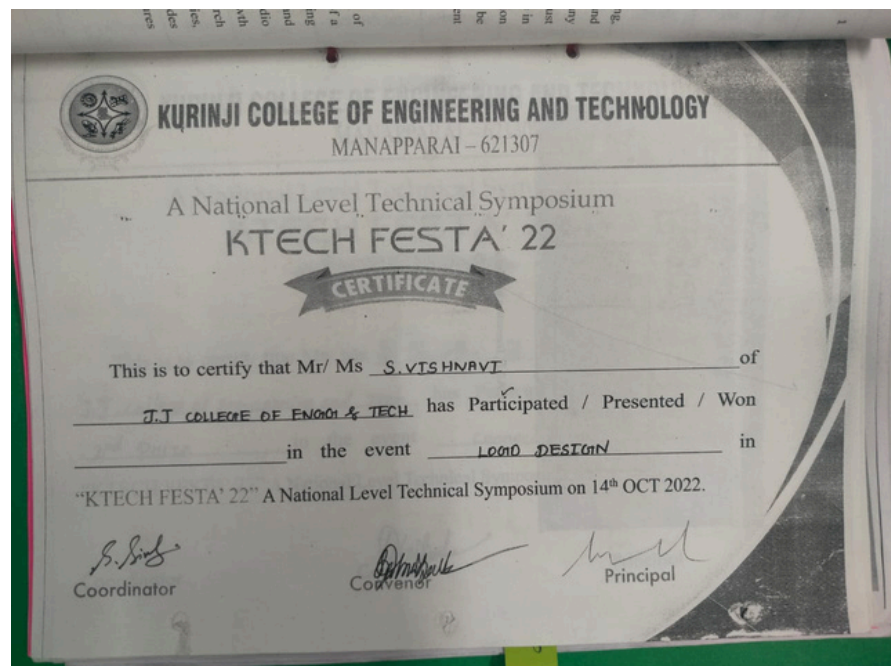 KURINJI COLLEGE OF ENGINEERING AND TECHNOLOGY
MANAPPARAI – 621307
A National Level Technical Symposium
KTECH FESTA' 22
CERTIFICATE
This is to certify that Mr/ Ms S.VISHNAVI of
J.J COLLEGE OF ENGG & TECH has Participated / Presented / Won
in the event LOGO DESIGN in
“KTECH FESTA' 22” A National Level Technical Symposium on 14th OCT 2022.
Coordinator
Convenor
Principal